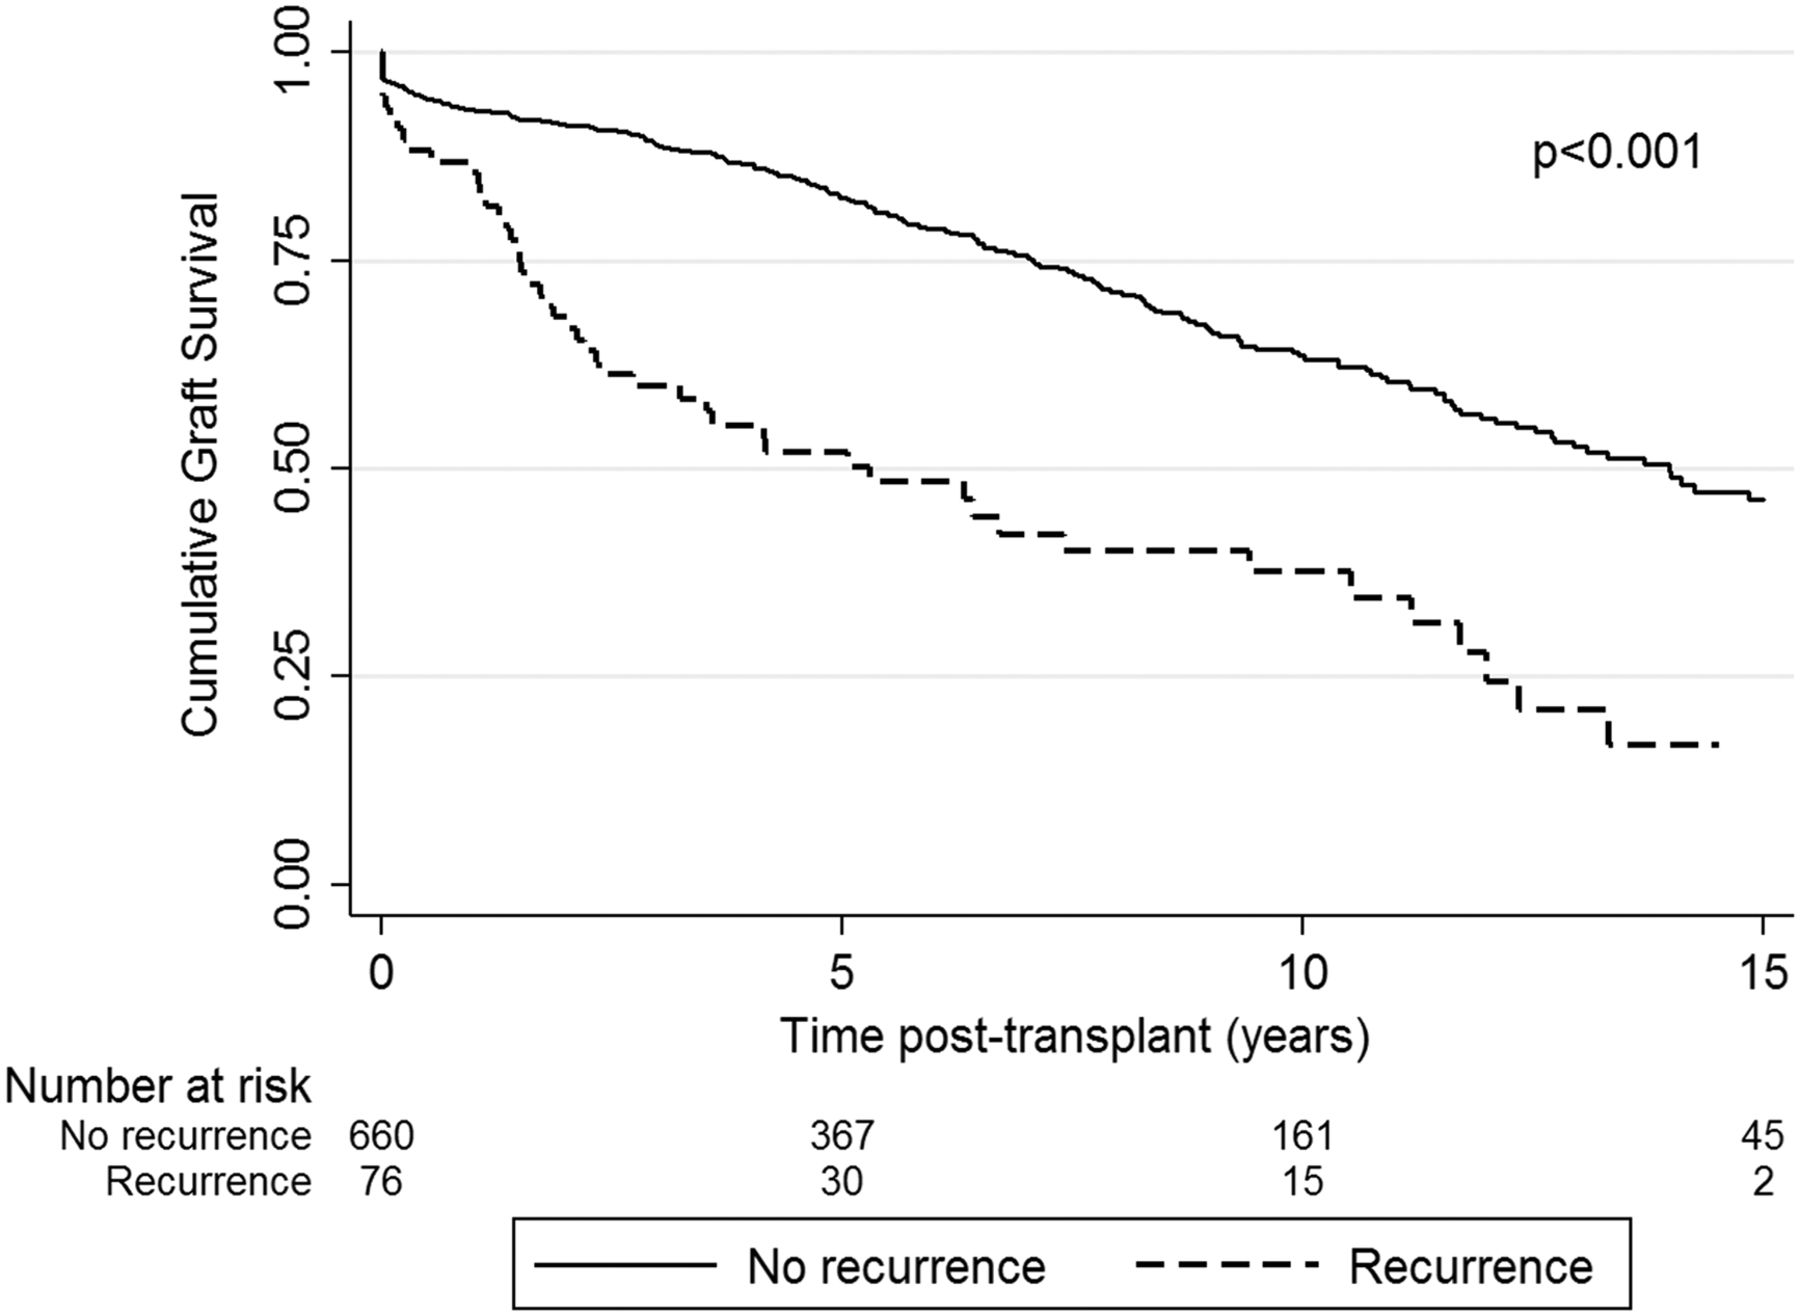 Cumulative Graft Survival
1.00
0.75
0.50
0.25
0.00
p<0.001
0 5 10 15
Time post-transplant (years)
Number at risk
No recurrence 660 367 161 45
Recurrence 76 30 15 2
No recurrence Recurrence